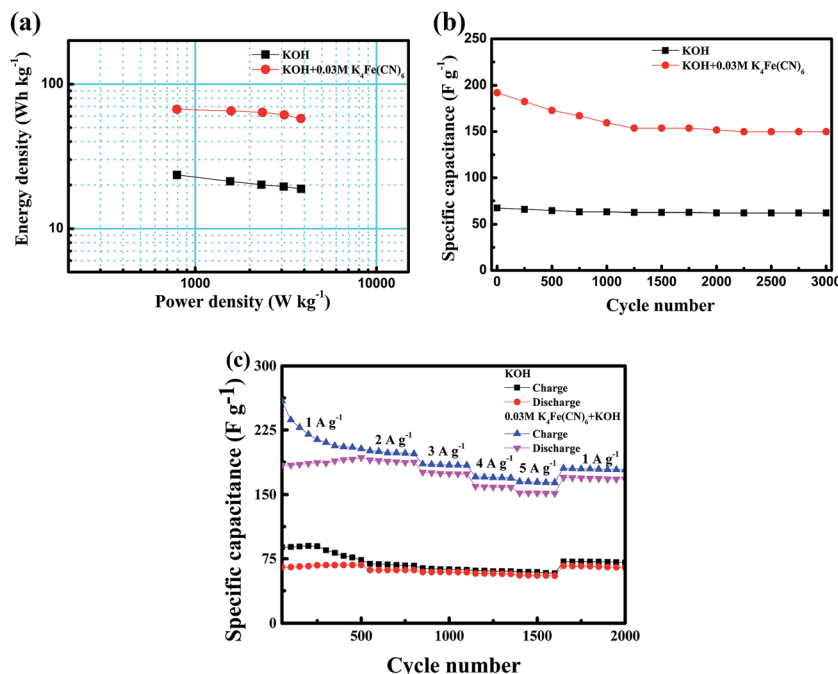 (a)
KOH
KOH+0.03M K4Fe(CN)6
100
10
Energy density (Wh kg-1)
1000 10000
Power density (W kg-1)
(b)
KOH
KOH+0.03M K4Fe(CN)6
250
200
150
100
50
0
Specific capacitance (F g-1)
0 500 1000 1500 2000 2500 3000
Cycle number
(c)
KOH
Charge
Discharge
0.03M K4Fe(CN)6+KOH
Charge
Discharge
300
225
150
75
0
Specific capacitance (F g-1)
1 A g-1
2 A g-1
3 A g-1
4 A g-1
5 A g-1
1 A g-1
500 1000 1500 2000
Cycle number